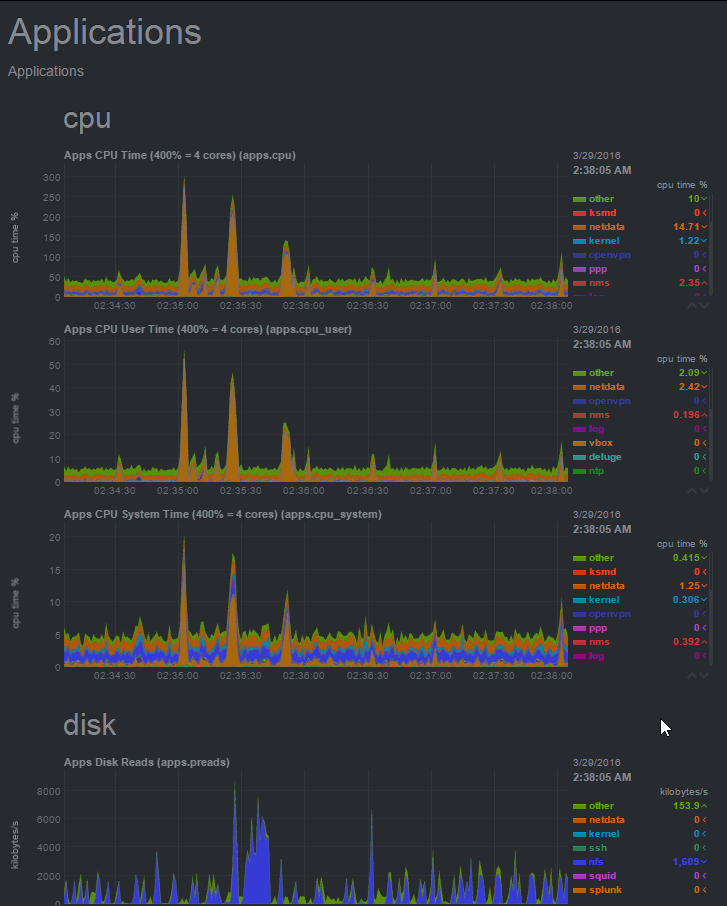 Applications
Applications
cpu
Apps CPU Time (400% = 4 cores) (apps.cpu)
3/29/2016
2:38:05 AM
cpu time %
other 10
ksmd 0
netdata 14.71
kernel 1.22
openvpn 0
ppp 0
nms 2.35
cpu time %
300
250
200
150
100
50
0
02:34:30 02:35:00 02:35:30 02:36:00 02:36:30 02:37:00 02:37:30 02:38:00
Apps CPU User Time (400% = 4 cores) (apps.cpu_user)
3/29/2016
2:38:05 AM
cpu time %
other 2.09
netdata 2.42
openvpn 0
nms 0.196
log 0
vbox 0
deluge 0
ntp 0
cpu time %
60
50
40
30
20
10
0
02:34:30 02:35:00 02:35:30 02:36:00 02:36:30 02:37:00 02:37:30 02:38:00
Apps CPU System Time (400% = 4 cores) (apps.cpu_system)
3/29/2016
2:38:05 AM
cpu time %
other 0.415
ksmd 0
netdata 1.25
kernel 0.306
openvpn 0
ppp 0
nms 0.392
log 0
cpu time %
20
15
10
5
0
02:34:30 02:35:00 02:35:30 02:36:00 02:36:30 02:37:00 02:37:30 02:38:00
disk
Apps Disk Reads (apps.preads)
3/29/2016
2:38:05 AM
kilobytes/s
other 153.9
netdata 0
kernel 0
ssh 0
nfs 1,609
squid 0
splunk 0
kilobytes/s
8000
6000
4000
2000
0